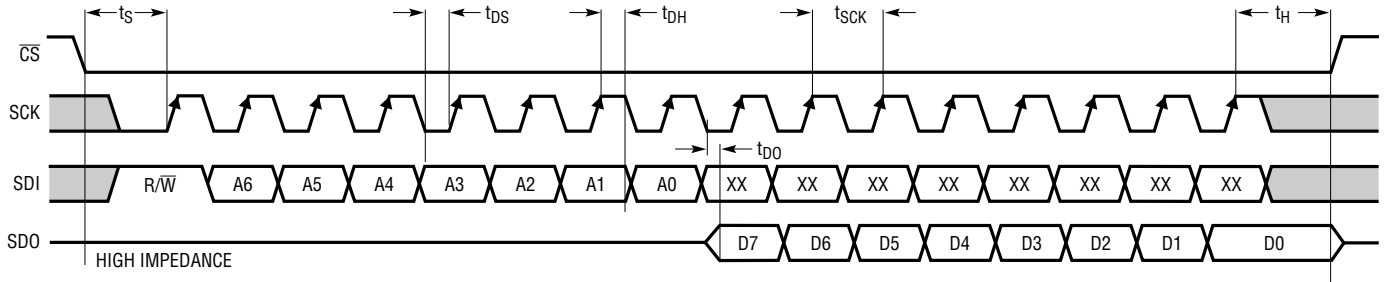 tS tDS tDH tSCK tH
CS
SCK
tDO
SDI R/W A6 A5 A4 A3 A2 A1 A0 XX XX XX XX XX XX XX XX
SDO D7 D6 D5 D4 D3 D2 D1 D0
HIGH IMPEDANCE